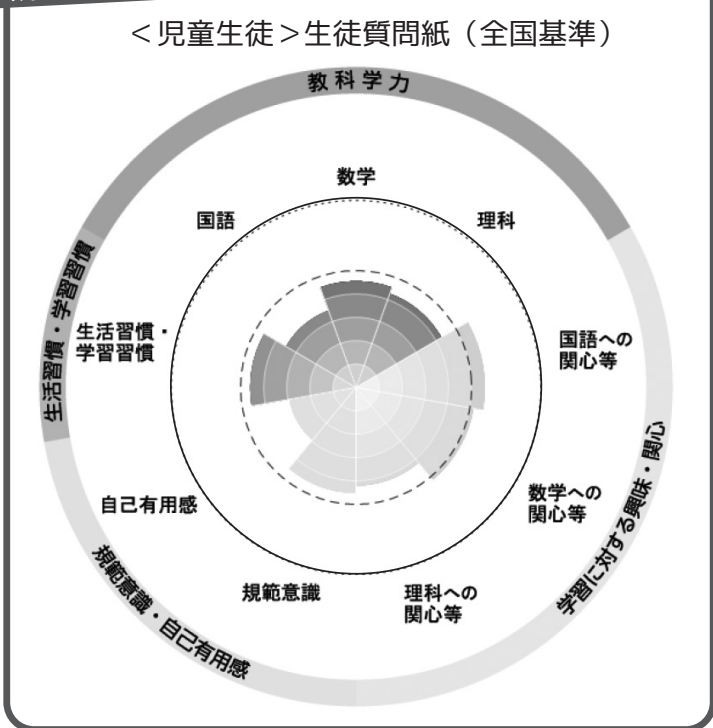 ＜児童生徒＞生徒質問紙（全国基準）
教科学力
数学
国語
理科
生活習慣・学習習慣
生活習慣・
学習習慣
国語への
関心等
自己有用感
数学への
関心等
学習に対する興味・関心
規範意識
理科への
関心等
規範意識・自己有用感